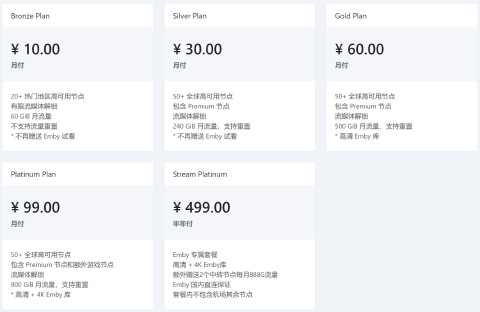 Bronze Plan
¥ 10.00
月付
20+ 热门地区高可用节点
有限流媒体解锁
60 GiB 月流量
不支持流量重置
* 不再赠送 Emby 试看
Silver Plan
¥ 30.00
月付
50+ 全球高可用节点
包含 Premium 节点
流媒体解锁
240 GiB 月流量，支持重置
* 不再赠送 Emby 试看
Gold Plan
¥ 60.00
月付
50+ 全球高可用节点
包含 Premium 节点
流媒体解锁
500 GiB 月流量，支持重置
* 高清 Emby 库
Platinum Plan
¥ 99.00
月付
50+ 全球高可用节点
包含 Premium 节点和额外游戏节点
流媒体解锁
800 GiB 月流量，支持重置
* 高清 + 4K Emby 库
Stream Platinum
¥ 499.00
半年付
Emby 专属套餐
高清 + 4K Emby库
额外赠送2个中转节点每月888G流量
Emby 国内直连保证
套餐内不包含机场其余节点